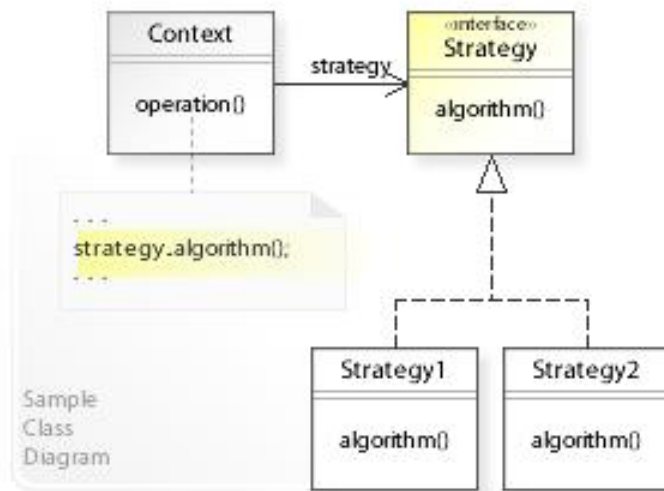 Context
operation()
strategy
«interface»
Strategy
algorithm()
. . .
strategy.algorithm();
. . .
Strategy1
algorithm()
Strategy2
algorithm()
Sample
Class
Diagram